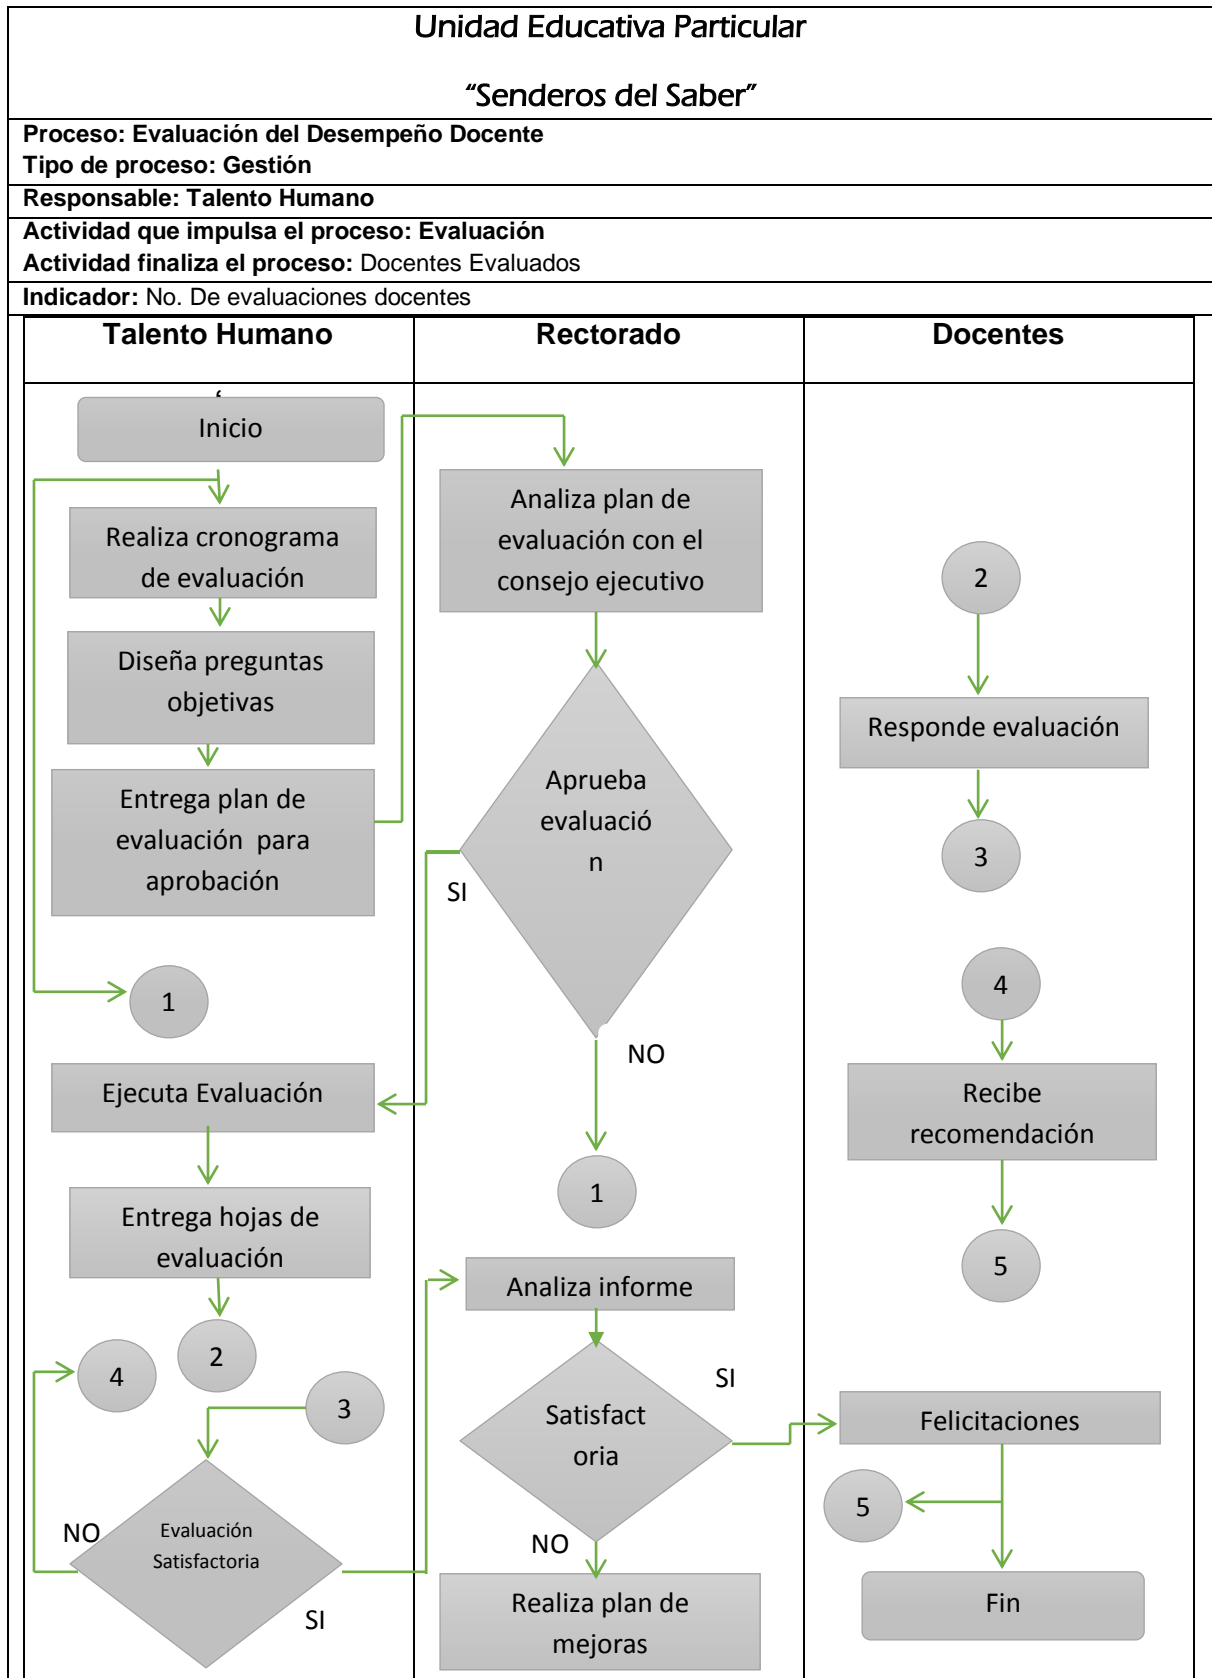 Unidad Educativa Particular
“Senderos del Saber”
Proceso: Evaluación del Desempeño Docente
Tipo de proceso: Gestión
Responsable: Talento Humano
Actividad que impulsa el proceso: Evaluación
Actividad finaliza el proceso: Docentes Evaluados
Indicador: No. De evaluaciones docentes
Talento Humano
Inicio
Realiza cronograma
de evaluación
Diseña preguntas
objetivas
Entrega plan de
evaluación para
aprobación
1
Ejecuta Evaluación
Entrega hojas de
evaluación
2
4
3
NO
Evaluación
Satisfactoria
SI
Rectorado
Analiza plan de
evaluación con el
consejo ejecutivo
Aprueba
evaluació
n
SI
NO
1
Analiza informe
SI
Satisfact
oria
NO
Realiza plan de
mejoras
Docentes
2
Responde evaluación
3
4
Recibe
recomendación
5
Felicitaciones
5
Fin